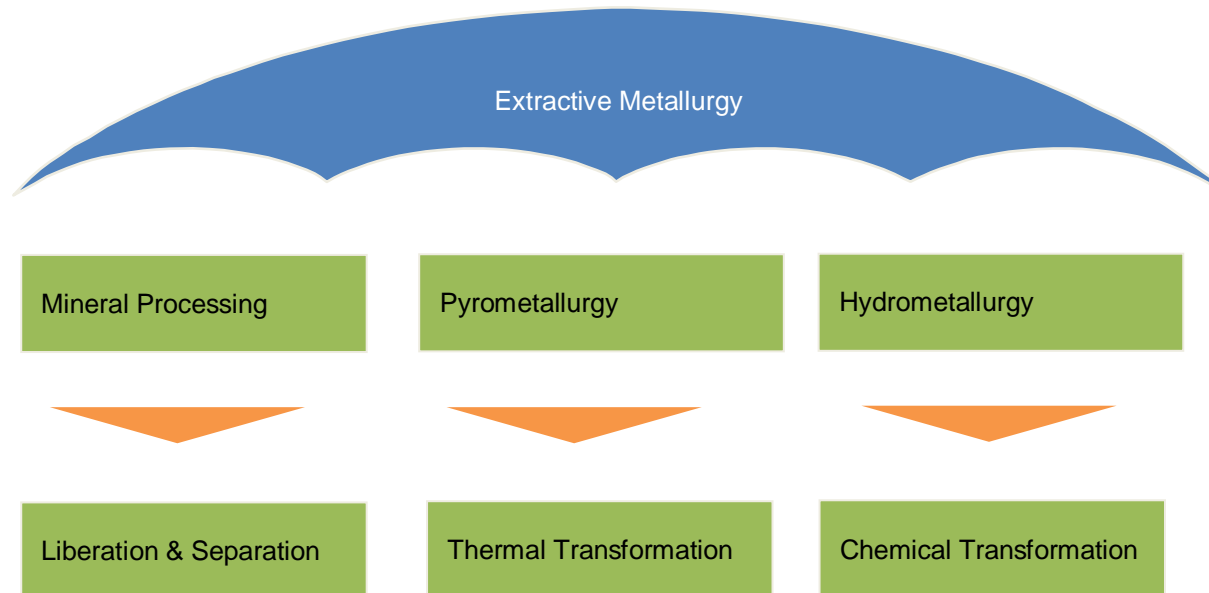 Extractive Metallurgy
Mineral Processing
Pyrometallurgy
Hydrometallurgy
Liberation & Separation
Thermal Transformation
Chemical Transformation